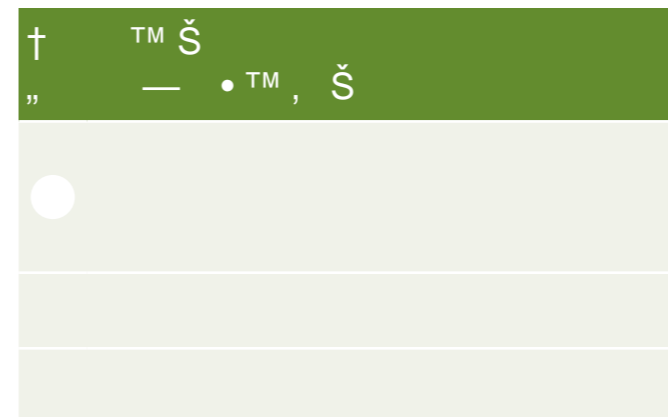 † ™ Š
„ — • ™ ‚ Š